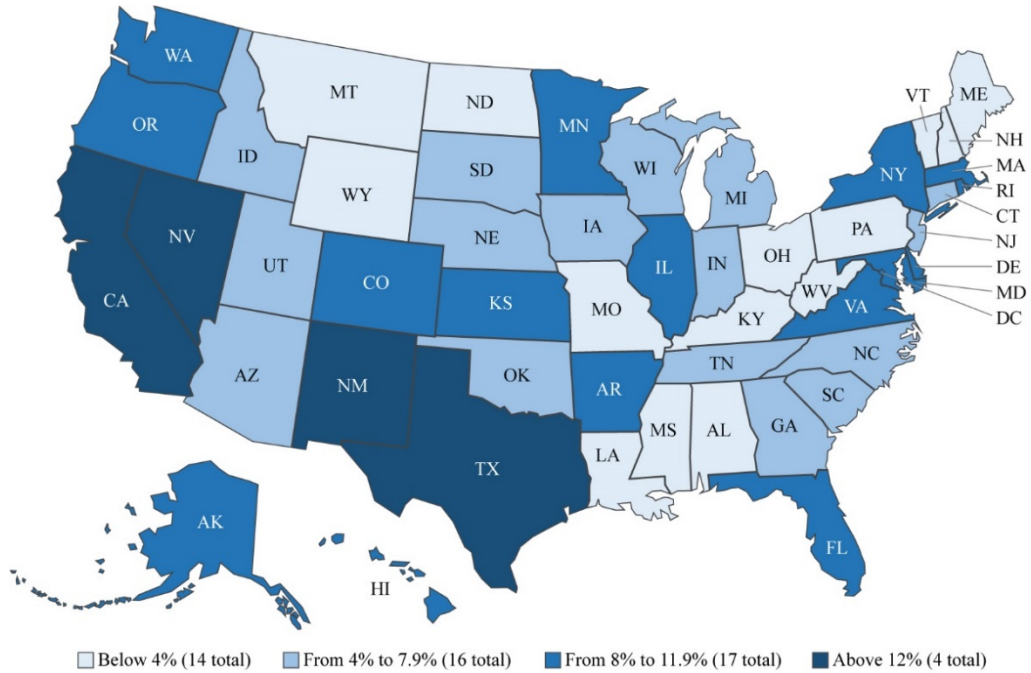 WA
MT
ND
MN
VT
ME
OR
ID
SD
WI
MI
NY
NH
MA
RI
CT
NJ
DE
MD
DC
WY
NE
IA
PA
NV
UT
CO
IL
IN
OH
WV
VA
CA
KS
MO
KY
AZ
NM
OK
AR
TN
NC
SC
TX
LA
MS
AL
GA
AK
HI
FL
Below 4% (14 total) From 4% to 7.9% (16 total) From 8% to 11.9% (17 total) Above 12% (4 total)